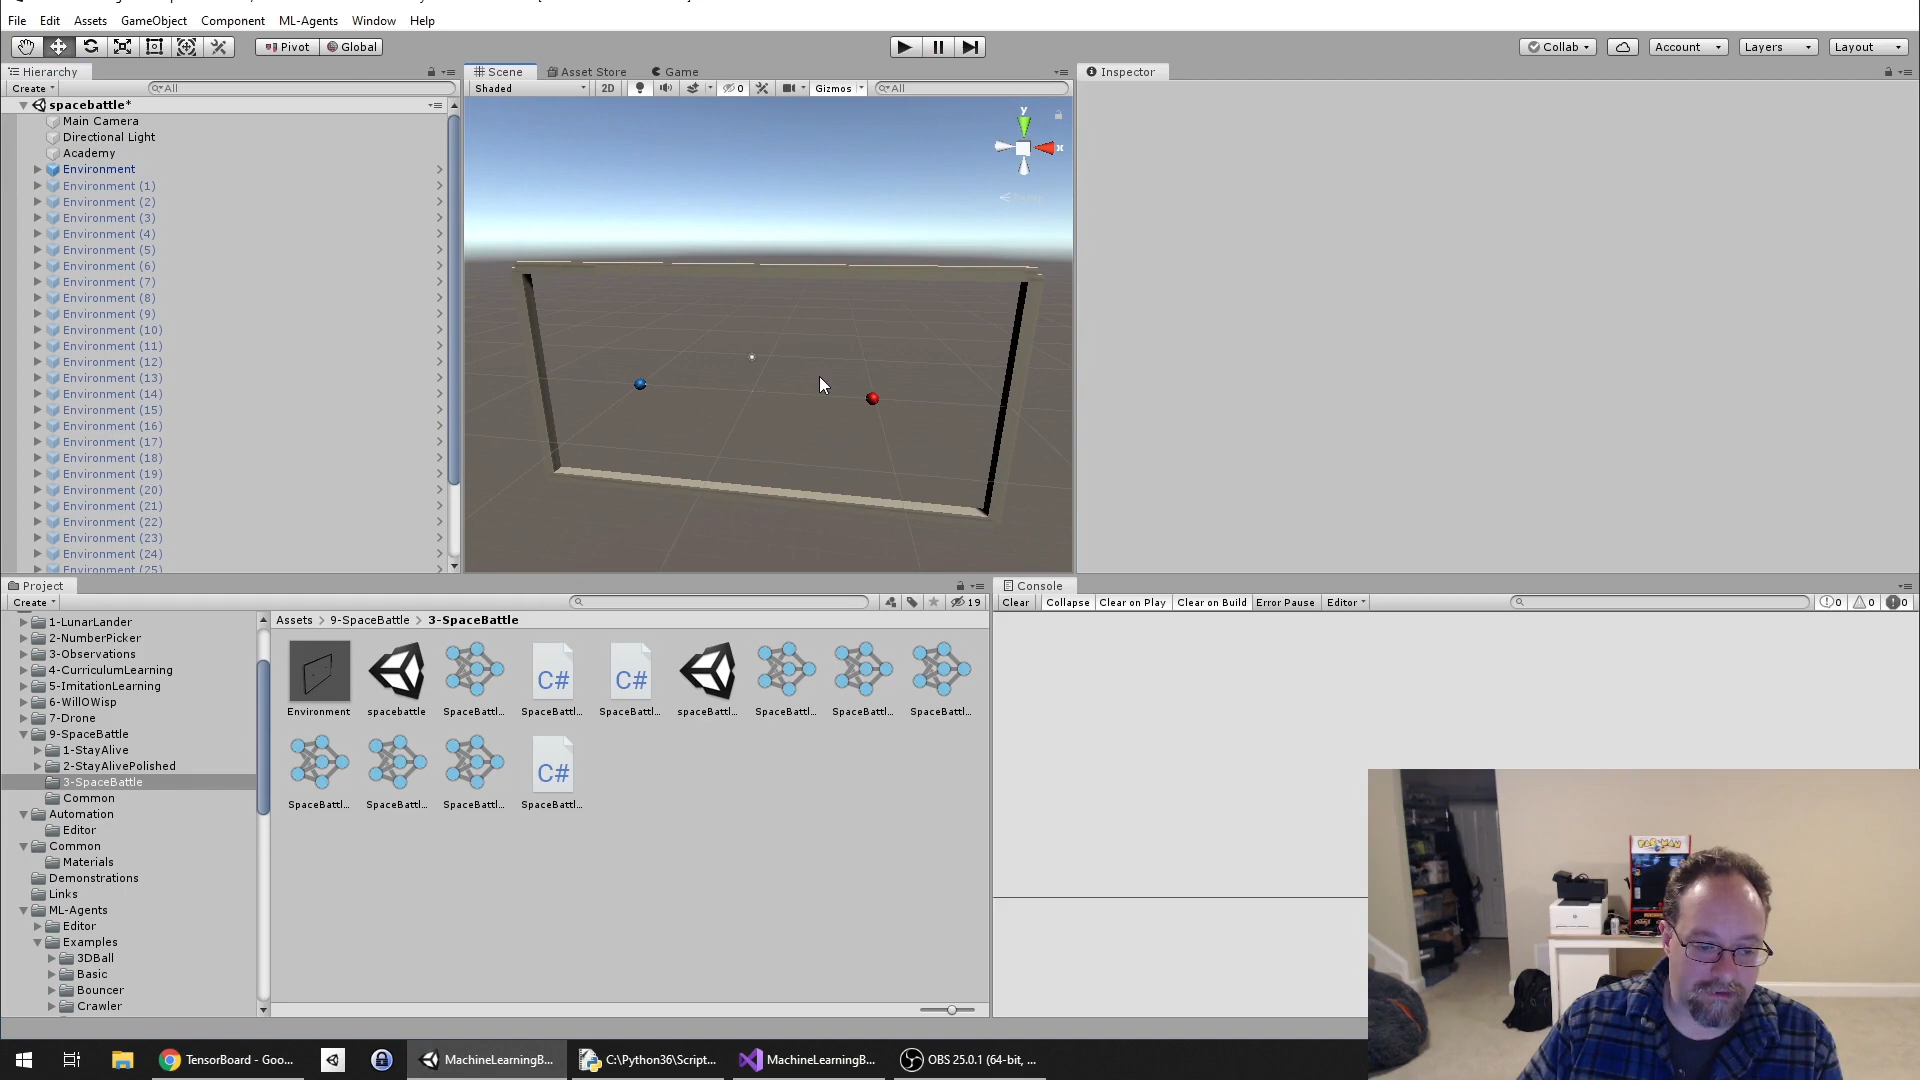 File Edit Assets GameObject Component ML-Agents Window Help
Pivot Global Collab Account Layers Layout
Hierarchy
Create All
spacebattle*
Main Camera
Directional Light
Academy
Environment
Environment (1)
Environment (2)
Environment (3)
Environment (4)
Environment (5)
Environment (6)
Environment (7)
Environment (8)
Environment (9)
Environment (10)
Environment (11)
Environment (12)
Environment (13)
Environment (14)
Environment (15)
Environment (16)
Environment (17)
Environment (18)
Environment (19)
Environment (20)
Environment (21)
Environment (22)
Environment (23)
Environment (24)
Environment (25)
Scene Asset Store Game
Shaded 2D 0 Gizmos All
y
x
Inspector
Project
Create
19
1-LunarLander
2-NumberPicker
3-Observations
4-CurriculumLearning
5-ImitationLearning
6-WillOWisp
7-Drone
9-SpaceBattle
1-StayAlive
2-StayAlivePolished
3-SpaceBattle
Common
Automation
Editor
Common
Materials
Demonstrations
Links
ML-Agents
Editor
Examples
3DBall
Basic
Bouncer
Crawler
Assets > 9-SpaceBattle > 3-SpaceBattle
C# C#
Environment spacebattle SpaceBattl... SpaceBattl... SpaceBattl... spaceBattl... SpaceBattl... SpaceBattl... SpaceBattl...
C#
SpaceBattl... SpaceBattl... SpaceBattl... SpaceBattl...
Console
Clear Collapse Clear on Play Clear on Build Error Pause Editor 0 0 0
PAC-MAN
TensorBoard - Goo... MachineLearningB... C:\Python36\Script... MachineLearningB... OBS 25.0.1 (64-bit, ...